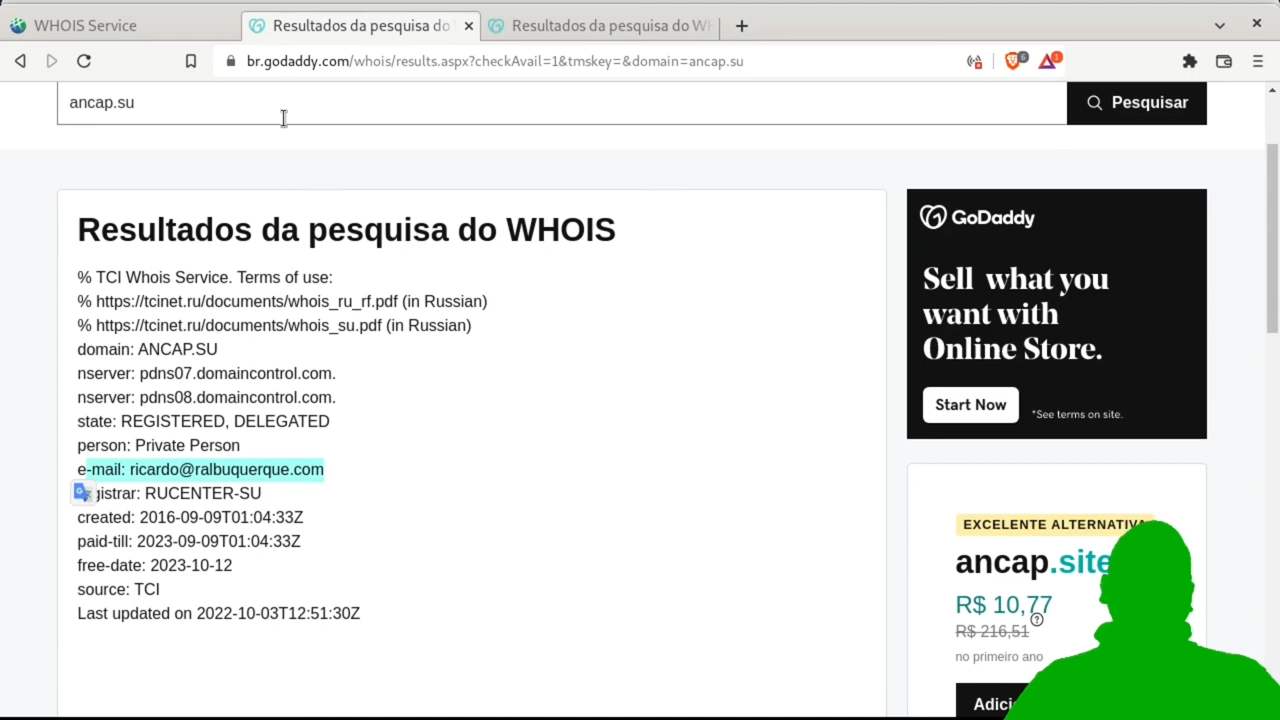 WHOIS Service
Resultados da pesquisa do
Resultados da pesquisa do WH
br.godaddy.com/whois/results.aspx?checkAvail=1&tmskey=&domain=ancap.su
6
1
ancap.su
Pesquisar
Resultados da pesquisa do WHOIS
% TCI Whois Service. Terms of use:
% https://tcinet.ru/documents/whois_ru_rf.pdf (in Russian)
% https://tcinet.ru/documents/whois_su.pdf (in Russian)
domain: ANCAP.SU
nserver: pdns07.domaincontrol.com.
nserver: pdns08.domaincontrol.com.
state: REGISTERED, DELEGATED
person: Private Person
e-mail: ricardo@ralbuquerque.com
gistrar: RUCENTER-SU
created: 2016-09-09T01:04:33Z
paid-till: 2023-09-09T01:04:33Z
free-date: 2023-10-12
source: TCI
Last updated on 2022-10-03T12:51:30Z
GoDaddy
Sell what you
want with
Online Store.
Start Now
*See terms on site.
EXCELENTE ALTERNATIVA
ancap.site
R$ 10,77
R$ 216,51
no primeiro ano
Adici